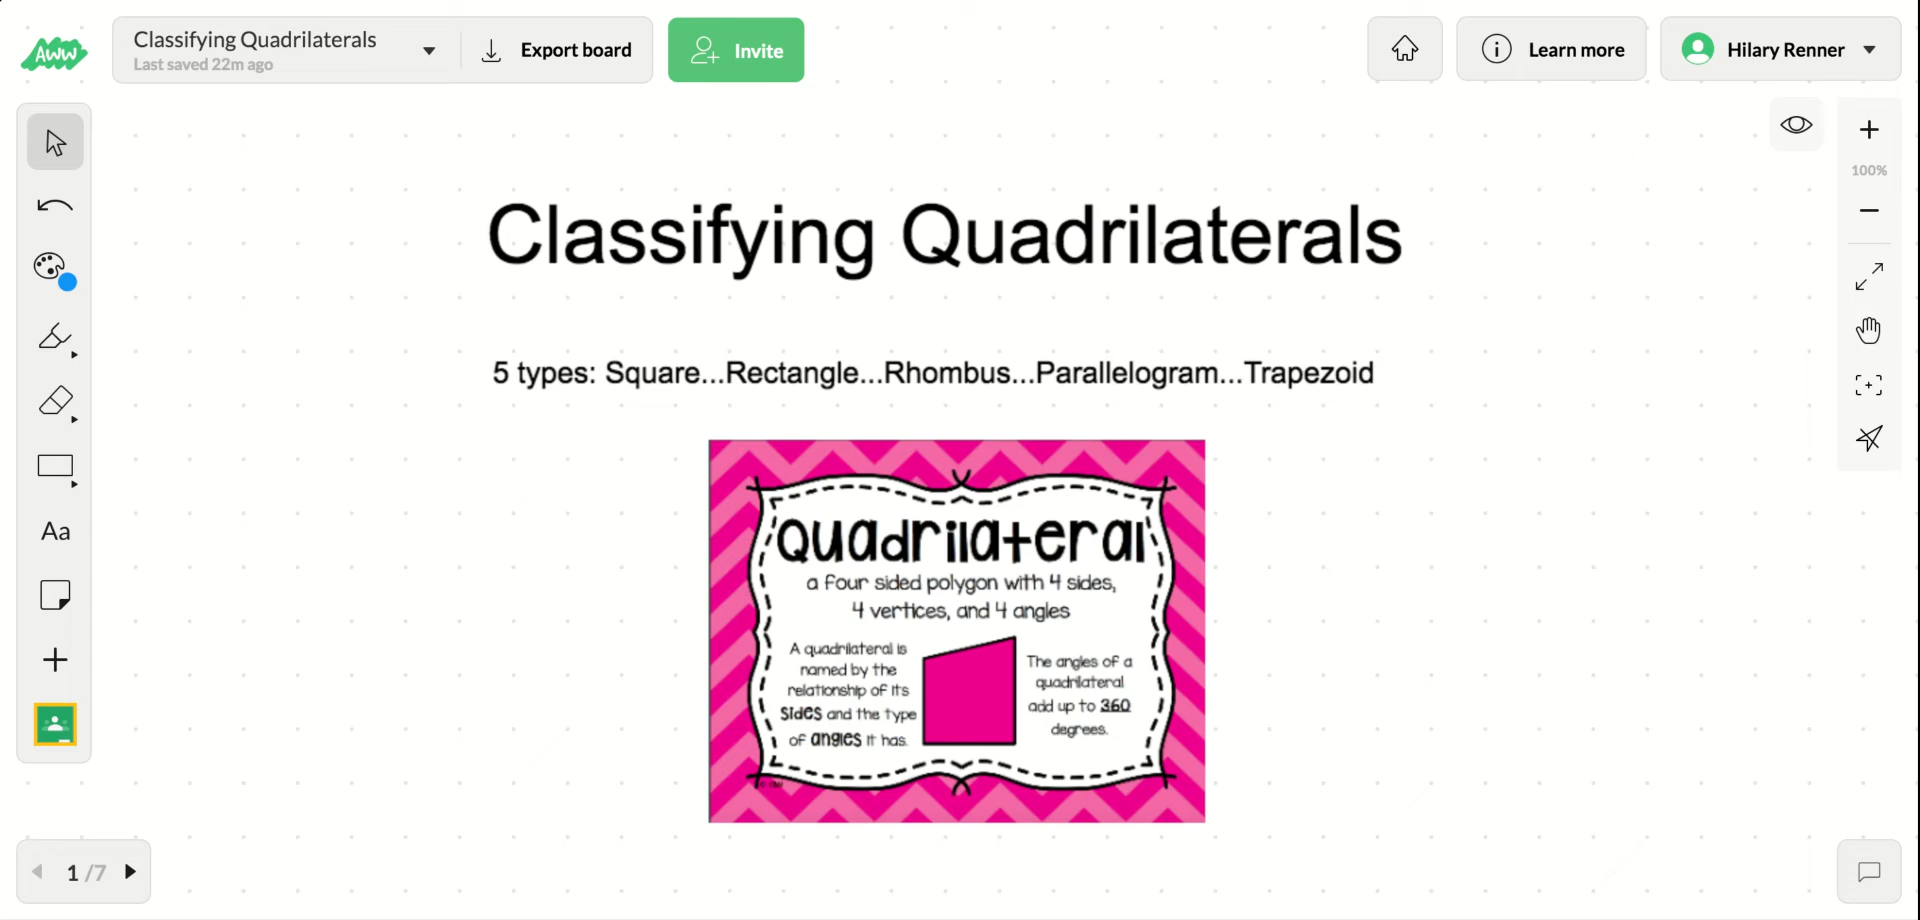 AWW
Classifying Quadrilaterals
Last saved 22m ago
Export board
Invite
Learn more
Hilary Renner
100%
Classifying Quadrilaterals
5 types: Square...Rectangle...Rhombus...Parallelogram...Trapezoid
Quadrilateral
a four sided polygon with 4 sides,
4 vertices, and 4 angles
A quadrilateral is
named by the
relationship of its
sides and the type
of angles it has.
The angles of a
quadrilateral
add up to 360
degrees.
Aa
1 /7